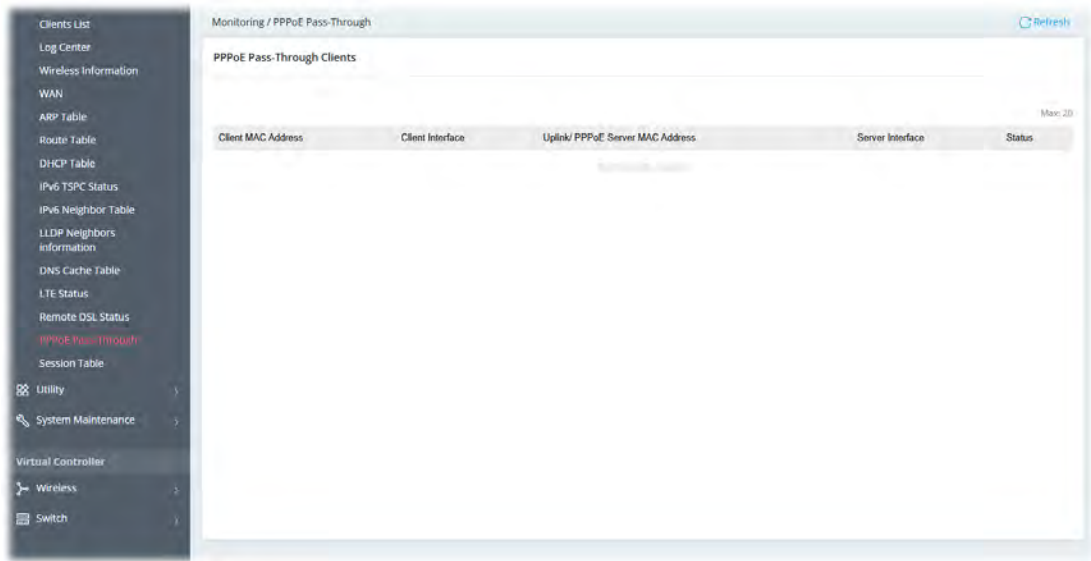 Clients List
Log Center
Wireless Information
WAN
ARP Table
Route Table
DHCP Table
IPv6 TSPC Status
IPv6 Neighbor Table
LLDP Neighbors
information
DNS Cache Table
LTE Status
Remote DSL Status
PPPoE Pass-Through
Session Table
Utility
System Maintenance
Virtual Controller
Wireless
Switch
Monitoring / PPPoE Pass-Through
Refresh
PPPoE Pass-Through Clients
Max: 20
Client MAC Address Client Interface Uplink/ PPPoE Server MAC Address Server Interface Status